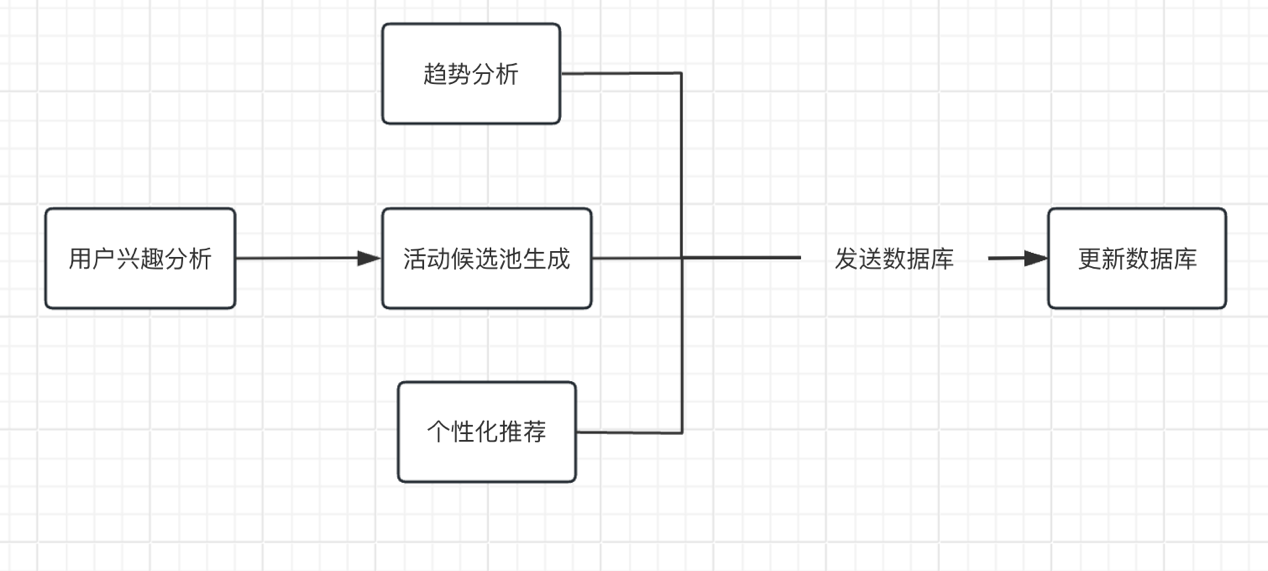 趋势分析
用户兴趣分析
活动候选池生成
发送数据库
更新数据库
个性化推荐